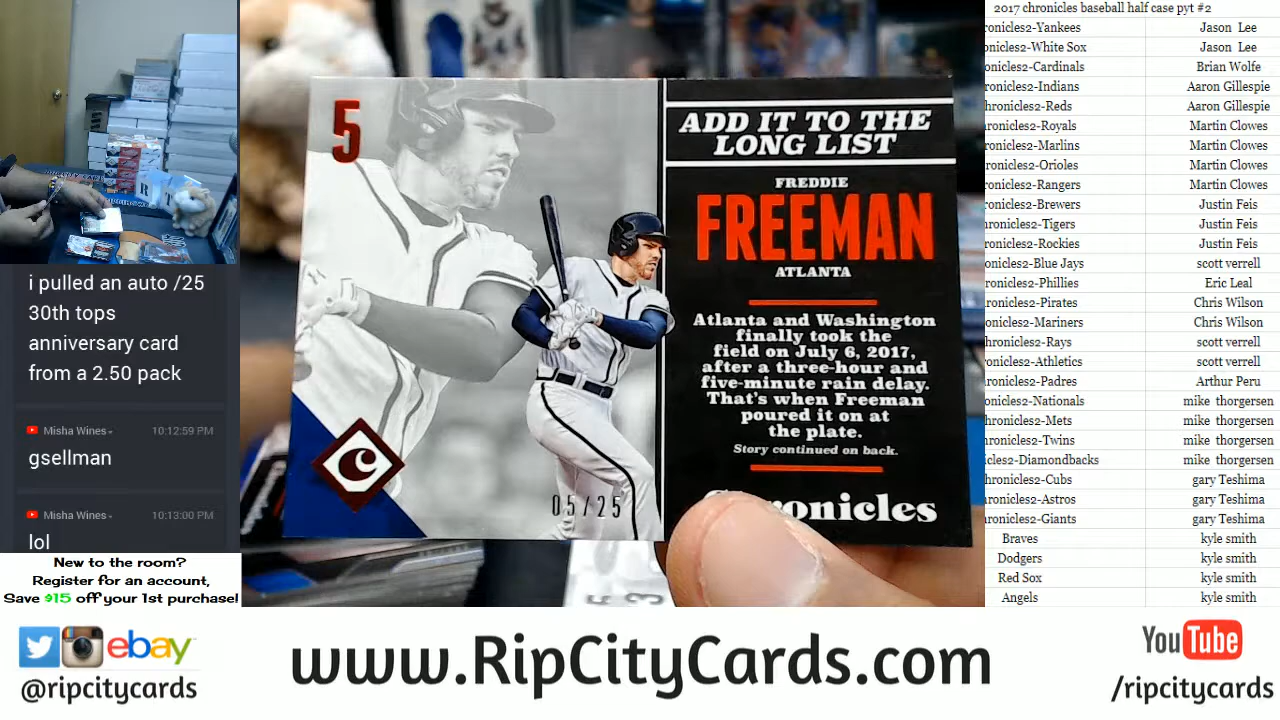 i pulled an auto /25
30th tops
anniversary card
from a 2.50 pack
Misha Wines
10:12:59 PM
gsellman
Misha Wines
10:13:00 PM
lol
New to the room?
Register for an account,
Save $15 off your 1st purchase!
5
C
05/25
ADD IT TO THE
LONG LIST
FREDDIE
FREEMAN
ATLANTA
Atlanta and Washington
finally took the
field on July 6, 2017,
after a three-hour and
five-minute rain delay.
That's when Freeman
poured it on at
the plate.
Story continued on back.
onicles
2017 chronicles baseball half case pyt #2
ronicles2-Yankees Jason Lee
onicles2-White Sox Jason Lee
ronicles2-Cardinals Brian Wolfe
ronicles2-Indians Aaron Gillespie
hronicles2-Reds Aaron Gillespie
ronicles2-Royals Martin Clowes
ronicles2-Marlins Martin Clowes
ronicles2-Orioles Martin Clowes
ronicles2-Rangers Martin Clowes
ronicles2-Brewers Justin Feis
ronicles2-Tigers Justin Feis
ronicles2-Rockies Justin Feis
onicles2-Blue Jays scott verrell
ronicles2-Phillies Eric Leal
ronicles2-Pirates Chris Wilson
onicles2-Mariners Chris Wilson
hronicles2-Rays scott verrell
onicles2-Athletics scott verrell
ronicles2-Padres Arthur Peru
onicles2-Nationals mike thorgersen
hronicles2-Mets mike thorgersen
ronicles2-Twins mike thorgersen
icles2-Diamondbacks mike thorgersen
hronicles2-Cubs gary Teshima
ronicles2-Astros gary Teshima
ronicles2-Giants gary Teshima
Braves kyle smith
Dodgers kyle smith
Red Sox kyle smith
Angels kyle smith
ebay
@ripcitycards
www.RipCityCards.com
YouTube
/ripcitycards